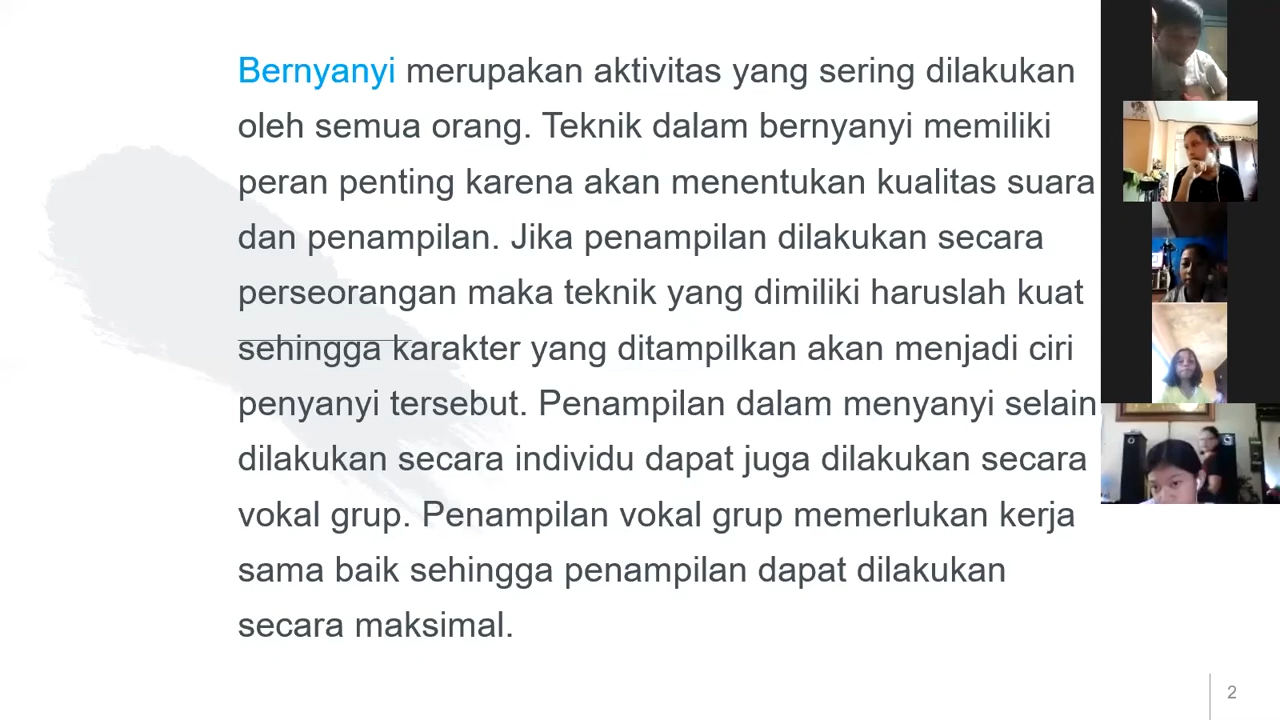 Bernyanyi merupakan aktivitas yang sering dilakukan
oleh semua orang. Teknik dalam bernyanyi memiliki
peran penting karena akan menentukan kualitas suara
dan penampilan. Jika penampilan dilakukan secara
perseorangan maka teknik yang dimiliki haruslah kuat
sehingga karakter yang ditampilkan akan menjadi ciri
penyanyi tersebut. Penampilan dalam menyanyi selain
dilakukan secara individu dapat juga dilakukan secara
vokal grup. Penampilan vokal grup memerlukan kerja
sama baik sehingga penampilan dapat dilakukan
secara maksimal.
2